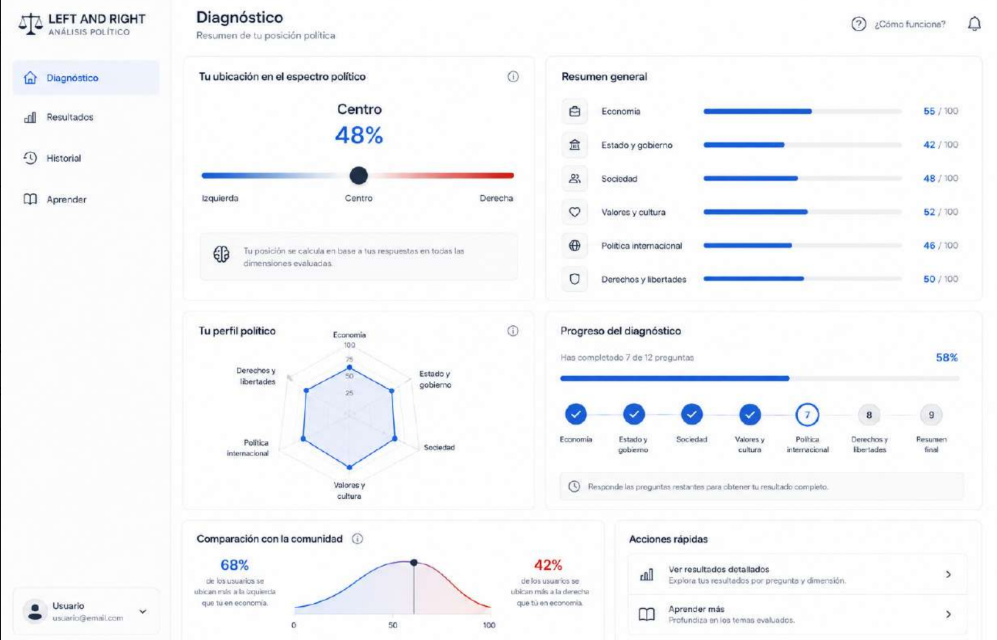 LEFT AND RIGHT
ANÁLISIS POLÍTICO
Diagnóstico
Resultados
Historial
Aprender
Usuario
usuario@email.com
Diagnóstico
Resumen de tu posición política
¿Cómo funciona?
Tu ubicación en el espectro político
Centro
48%
Izquierda
Centro
Derecha
Tu posición se calcula en base a tus respuestas en todas las
dimensiones evaluadas.
Resumen general
Economía 55 / 100
Estado y gobierno 42 / 100
Sociedad 48 / 100
Valores y cultura 52 / 100
Política internacional 46 / 100
Derechos y libertades 50 / 100
Tu perfil político
Economía
100
75
50
25
Estado y
gobierno
Sociedad
Valores y
cultura
Política
internacional
Derechos y
libertades
Progreso del diagnóstico
Has completado 7 de 12 preguntas
58%
7
8
9
Economía
Estado y
gobierno
Sociedad
Valores y
cultura
Política
internacional
Derechos y
libertades
Resumen
final
Responde las preguntas restantes para obtener tu resultado completo.
Comparación con la comunidad
68%
de los usuarios se
ubican más a la izquierda
que tú en economía.
0
50
100
42%
de los usuarios se
ubican más a la derecha
que tú en economía.
Acciones rápidas
Ver resultados detallados
Explora tus resultados por pregunta y dimensión.
Aprender más
Profundiza en los temas evaluados.